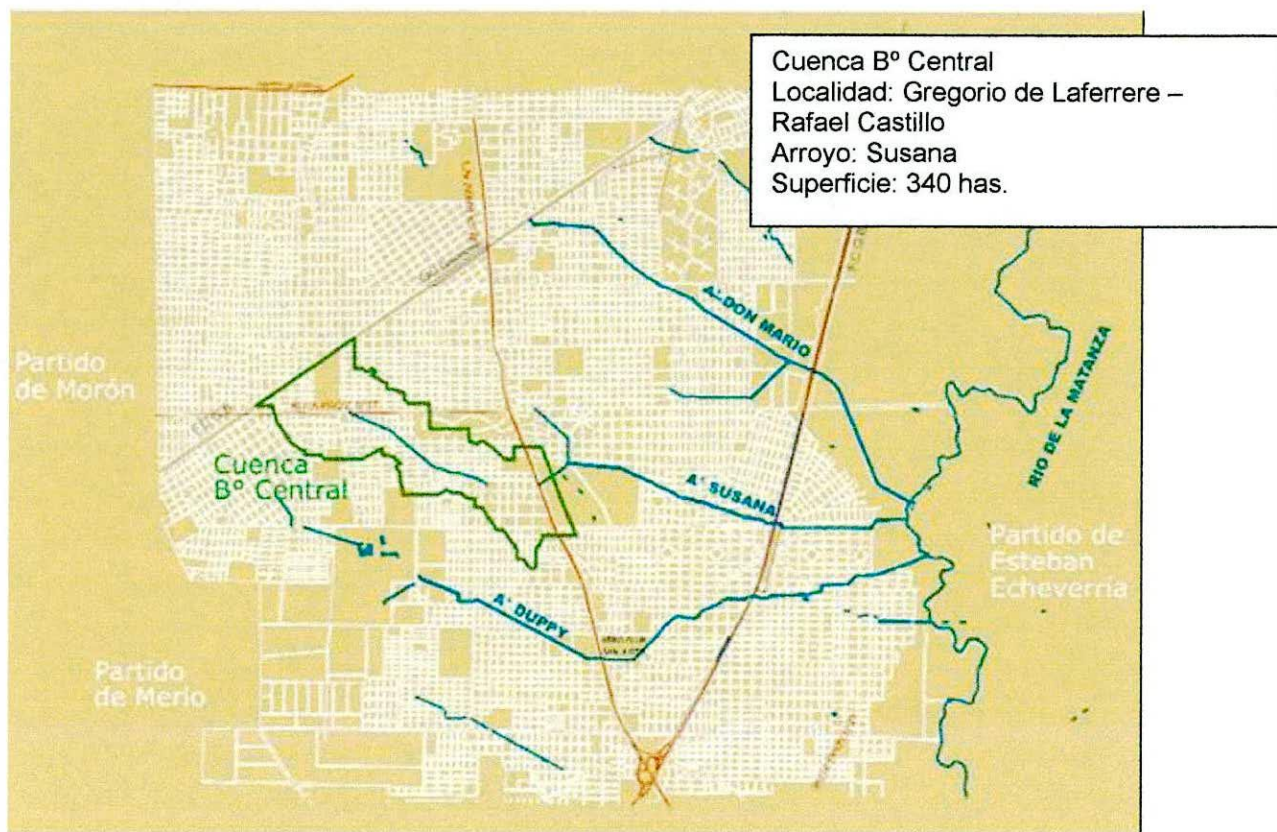 Cuenca Bº Central
Localidad: Gregorio de Laferrere –
Rafael Castillo
Arroyo: Susana
Superficie: 340 has.
Aº DON MARIO
RIO DE LA MATANZA
Partido
de Morón
Cuenca
Bº Central
Aº SUSANA
Partido de
Esteban
Echeverria
Aº DUPPY
Partido
de Merlo